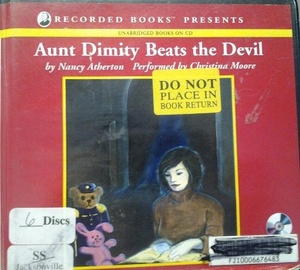 RECORDED BOOKS™ PRESENTS
UNABRIDGED BOOKS ON CD
Aunt Dimity Beats the Devil
by Nancy Atherton Performed by Christina Moore
DO NOT
PLACE IN
BOOK RETURN
6 Discs
SS
Jacksonville
F210006676483